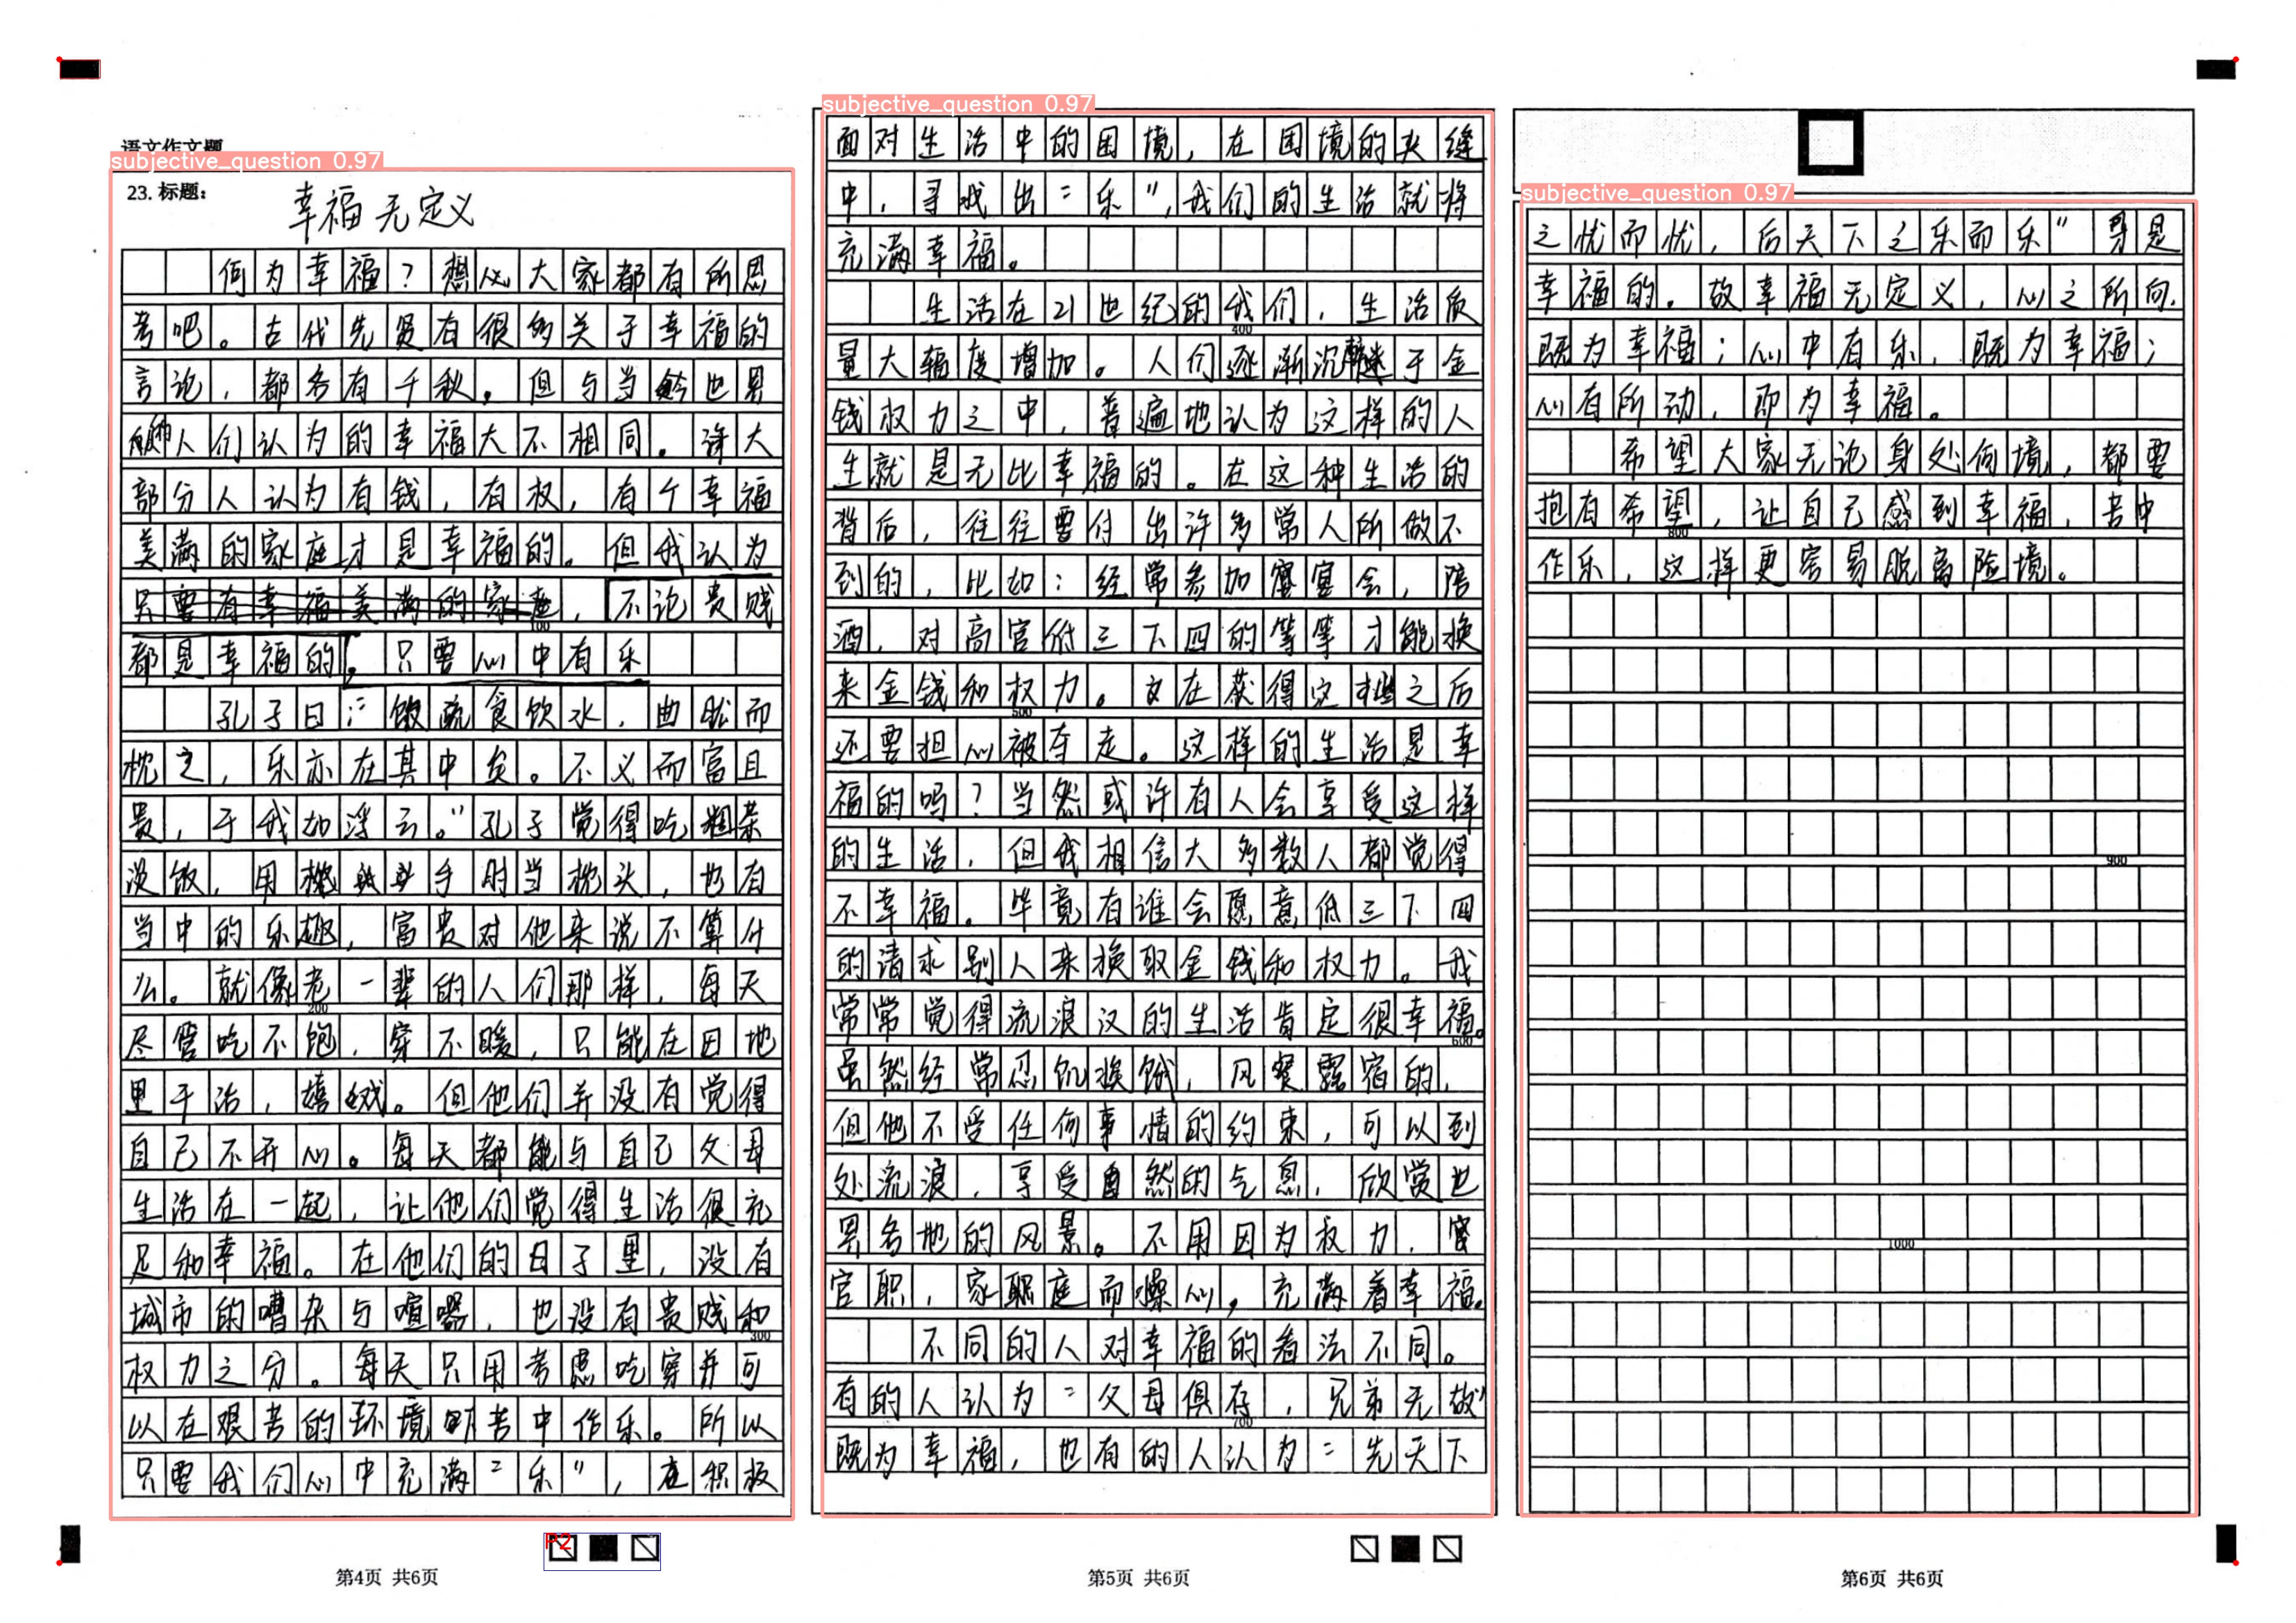 语文作文题
subjective_question 0.97
23. 标题:
幸福无定义
何为幸福?想必大家都有所思
考吧。古代先贤有很多关于幸福的
言论,都各有千秋。但与当今世界
人们认为的幸福大不相同。许大
部分人认为有钱,有权,有个幸福
美满的家庭才是幸福的。但我认为
只要有幸福美满的家庭,不论贵贱
都是幸福的。只要心中有乐
100
孔子曰:“饭疏食饮水,曲肱而
枕之,乐亦在其中矣。不义而富且
贵,于我如浮云。”孔子觉得吃粗茶
淡饭,用手肘当枕头,也有
当中的乐趣,富贵对他来说不算什
么。就像老一辈的人们那样,每天
200
尽管吃不饱,穿不暖,只能在田地
里干活,嬉戏。但他们并没有觉得
自己不开心。每天都能与自己父母
生活在一起,让他们觉得生活很充
足和幸福。在他们的日子里,没有
城市的嘈杂与喧嚣,也没有贵贱和
300
权力之分。每天只用考虑吃穿并可
以在艰苦的环境中苦中作乐。所以
只要我们心中充满“乐”,在积极
第4页 共6页
P2
subjective_question 0.97
面对生活中的困境,在困境的夹缝
中,寻找出“乐”,我们的生活就将
充满幸福。
生活在21世纪的我们,生活质
400
量大辐度增加。人们逐渐沉迷于金
钱权力之中,普遍地认为这样的人
生就是无比幸福的。在这种生活的
背后,往往要付出许多常人所做不
到的,比如:经常参加宴会,陪
酒,对高官低三下四的等等才能换
来金钱和权力。在获得这些之后
500
还要担心被夺走。这样的生活是幸
福的吗?当然或许有人会享受这样
的生活,但我相信大多数人都觉得
不幸福。毕竟有谁会愿意低三下四
的请求别人来换取金钱和权力。我
常常觉得流浪汉的生活肯定很幸福。
600
虽然经常忍饥挨饿,风餐露宿的,
但他不受任何事情的约束,可以到
处流浪,享受自然的气息,欣赏世
界各地的风景。不用因为权力,
官职,家庭而燥心,充满着幸福。
不同的人对幸福的看法不同。
有的人认为“父母俱存,兄弟无故”
700
既为幸福,也有的人认为“先天下
第5页 共6页
subjective_question 0.97
之忧而忧,后天下之乐而乐”是
幸福的。故幸福无定义,心之所向,
既为幸福;心中有乐,既为幸福;
心有所动,即为幸福。
希望大家无论身处何境,都要
抱有希望,让自己感到幸福,苦中
800
作乐,这样更容易脱离险境。
900
1000
第6页 共6页